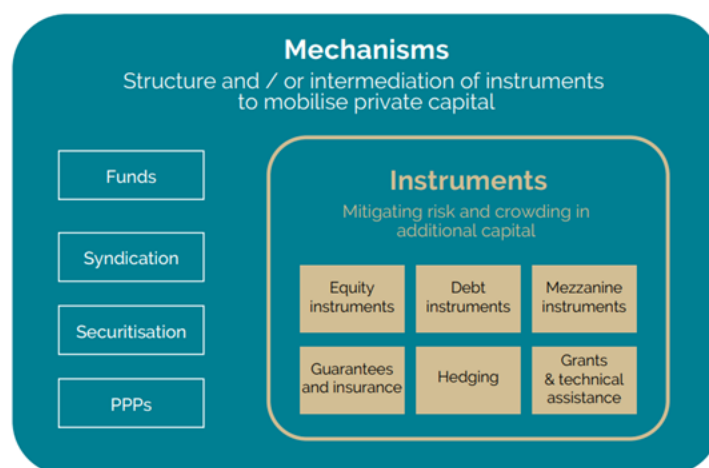 Mechanisms
Structure and / or intermediation of instruments
to mobilise private capital
Funds
Syndication
Securitisation
PPPs
Instruments
Mitigating risk and crowding in
additional capital
Equity
instruments
Debt
instruments
Mezzanine
instruments
Guarantees
and insurance
Hedging
Grants
& technical
assistance